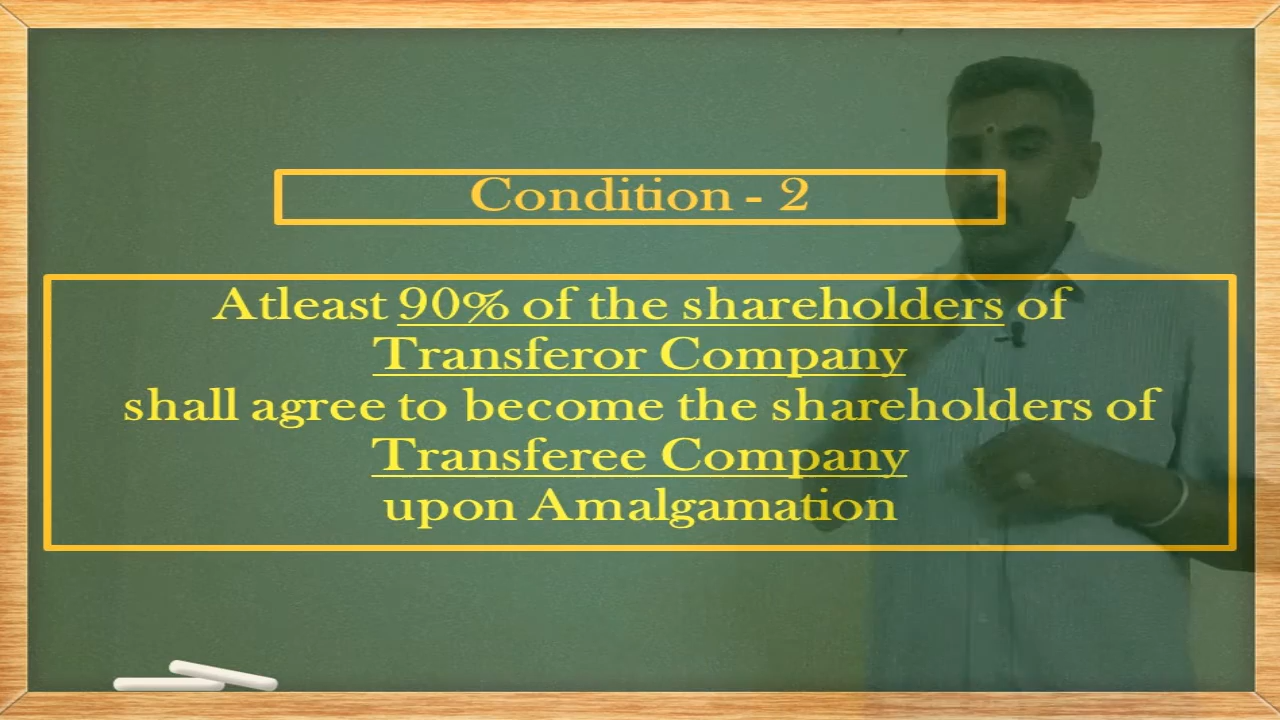 Condition - 2
Atleast 90% of the shareholders of
Transferor Company
shall agree to become the shareholders of
Transferee Company
upon Amalgamation